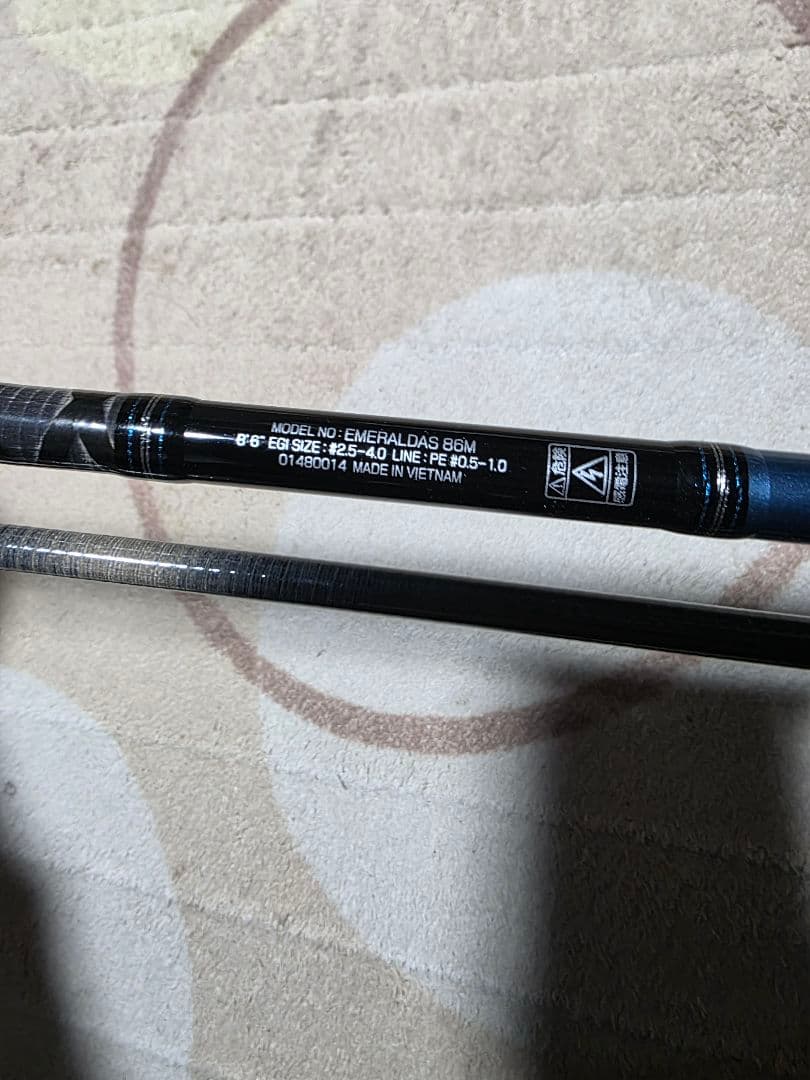 MODEL NO : EMERALDAS 86M
8'6" EGI SIZE : #2.5-4.0 LINE : PE #0.5-1.0
01480014 MADE IN VIETNAM
危険
感電注意